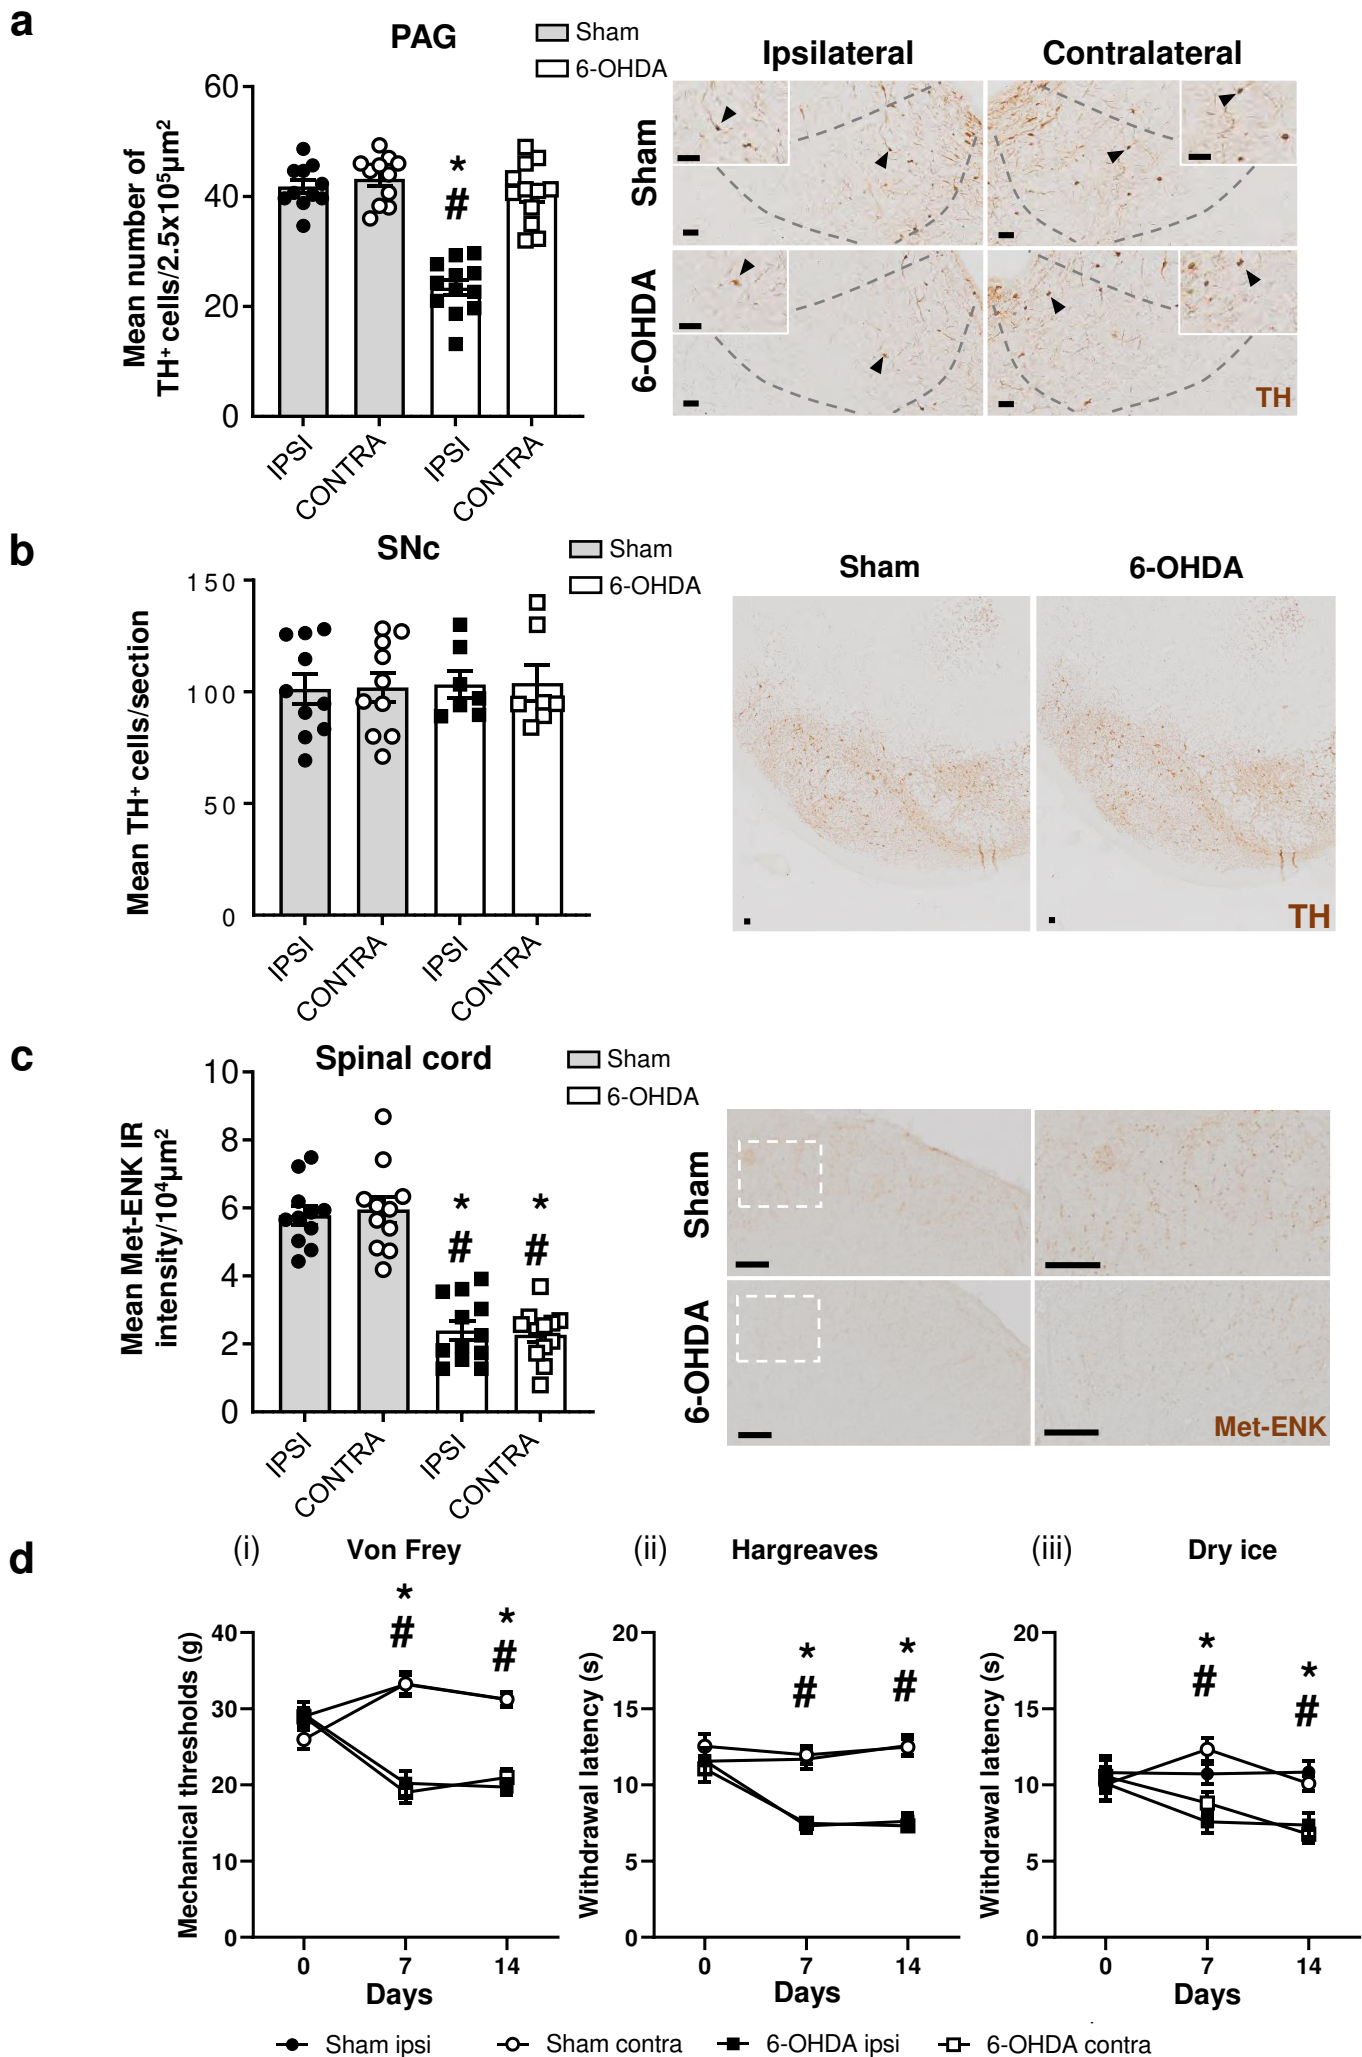 a
PAG
Sham
6-OHDA
Mean number of
TH⁺ cells/2.5x10⁵µm²
60
40
20
0
*
#
IPSI
CONTRA
IPSI
CONTRA
Ipsilateral
Contralateral
Sham
6-OHDA
TH
b
SNc
Sham
6-OHDA
Mean TH⁺ cells/section
150
100
50
0
IPSI
CONTRA
IPSI
CONTRA
Sham
6-OHDA
TH
c
Spinal cord
Sham
6-OHDA
Mean Met-ENK IR
intensity/10⁴µm²
10
8
6
4
2
0
*
#
*
#
IPSI
CONTRA
IPSI
CONTRA
Sham
6-OHDA
Met-ENK
d
(i)
Von Frey
Mechanical thresholds (g)
40
30
20
10
0
*
#
*
#
0
7
14
Days
(ii)
Hargreaves
Withdrawal latency (s)
20
15
10
5
0
*
#
*
#
0
7
14
Days
(iii)
Dry ice
Withdrawal latency (s)
20
15
10
5
0
*
#
*
#
0
7
14
Days
Sham ipsi
Sham contra
6-OHDA ipsi
6-OHDA contra